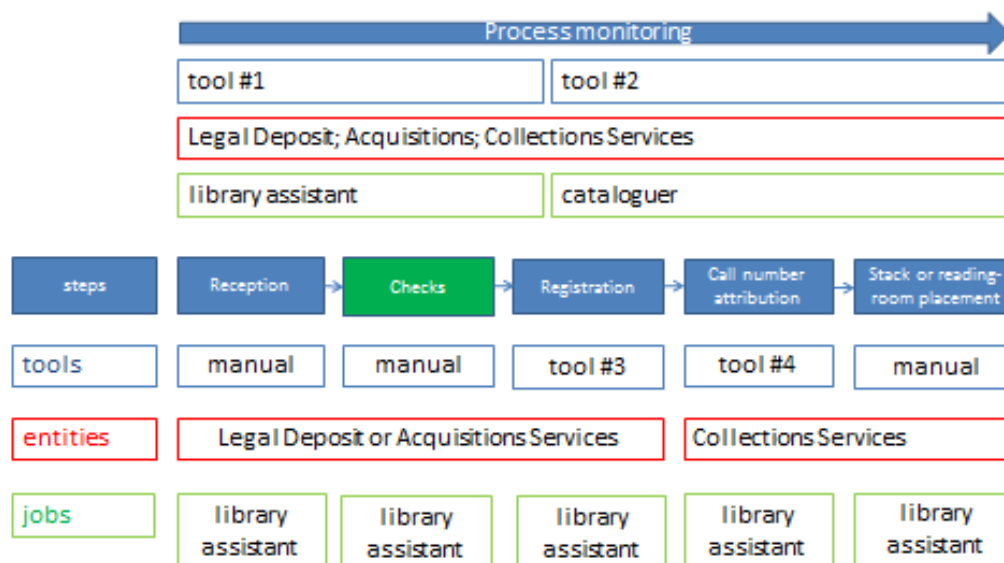 Process monitoring
tool #1
tool #2
Legal Deposit; Acquisitions; Collections Services
library assistant
cataloguer
steps
Reception
Checks
Registration
Call number
attribution
Stack or reading-
room placement
tools
manual
manual
tool #3
tool #4
manual
entities
Legal Deposit or Acquisitions Services
Collections Services
jobs
library
assistant
library
assistant
library
assistant
library
assistant
library
assistant